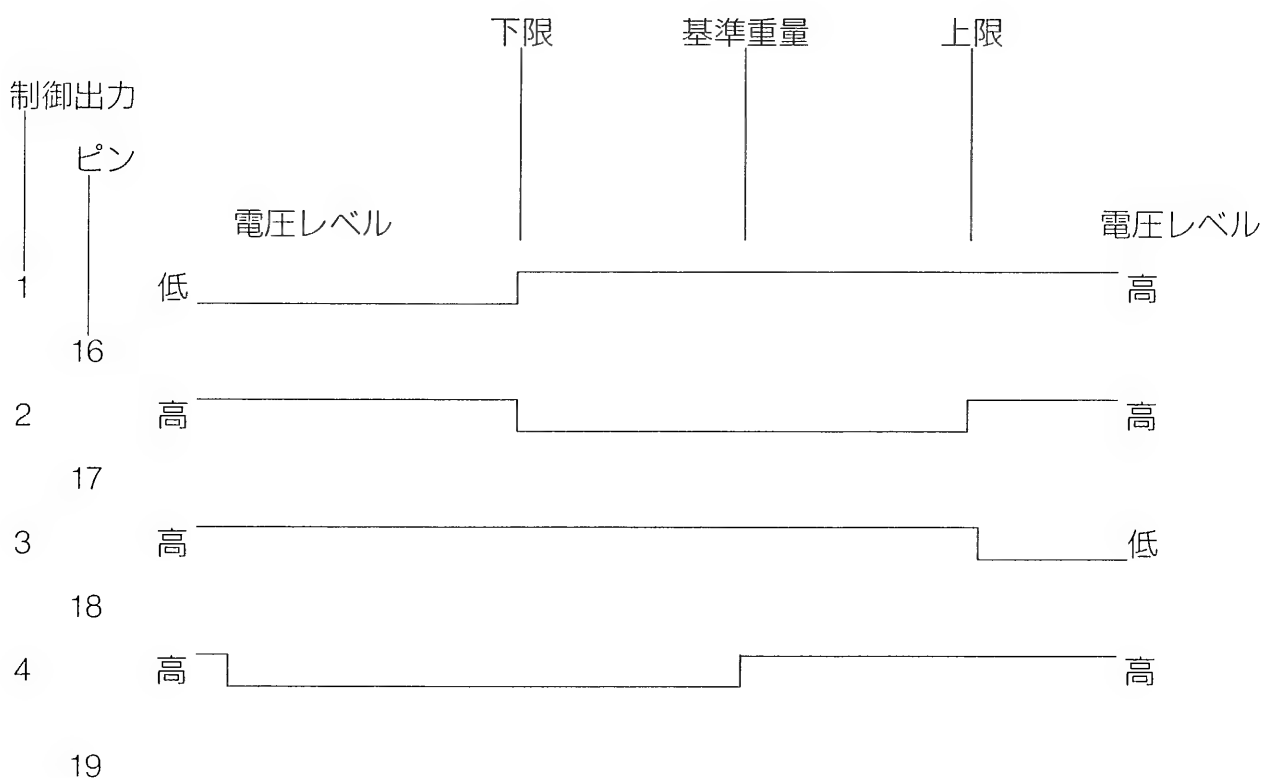 下限 基準重量 上限
制御出力
ピン
電圧レベル 電圧レベル
1 低 高
16
2 高 高
17
3 高 低
18
4 高 高
19